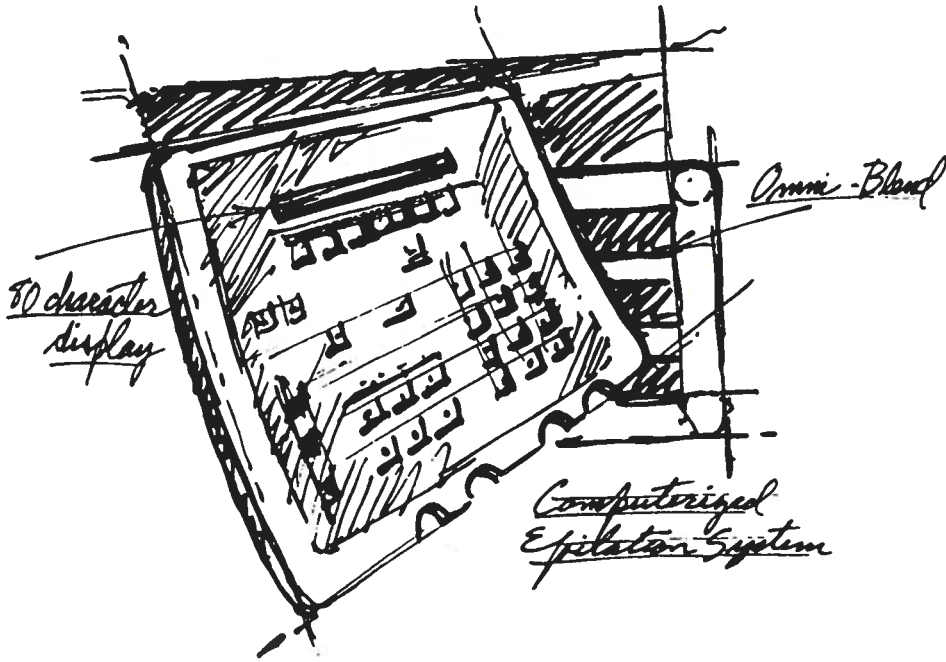 Omni-Blend
80 character
display
Computerized
Epilation System